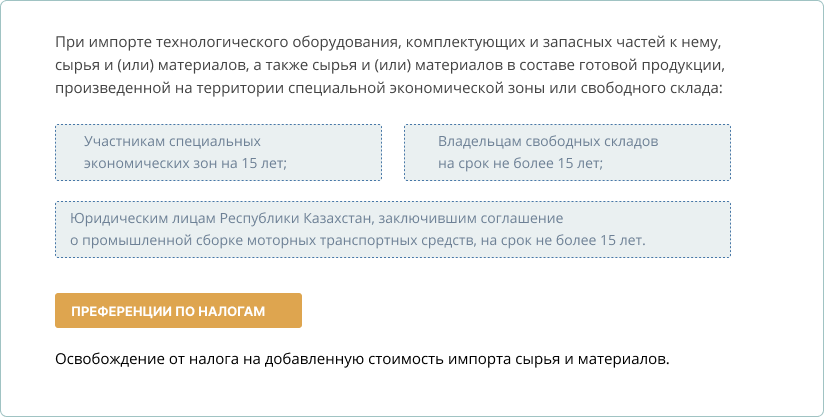 При импорте технологического оборудования, комплектующих и запасных частей к нему,
сырья и (или) материалов, а также сырья и (или) материалов в составе готовой продукции,
произведенной на территории специальной экономической зоны или свободного склада:
Участникам специальных
экономических зон на 15 лет;
Владельцам свободных складов
на срок не более 15 лет;
Юридическим лицам Республики Казахстан, заключившим соглашение
о промышленной сборке моторных транспортных средств, на срок не более 15 лет.
ПРЕФЕРЕНЦИИ ПО НАЛОГАМ
Освобождение от налога на добавленную стоимость импорта сырья и материалов.